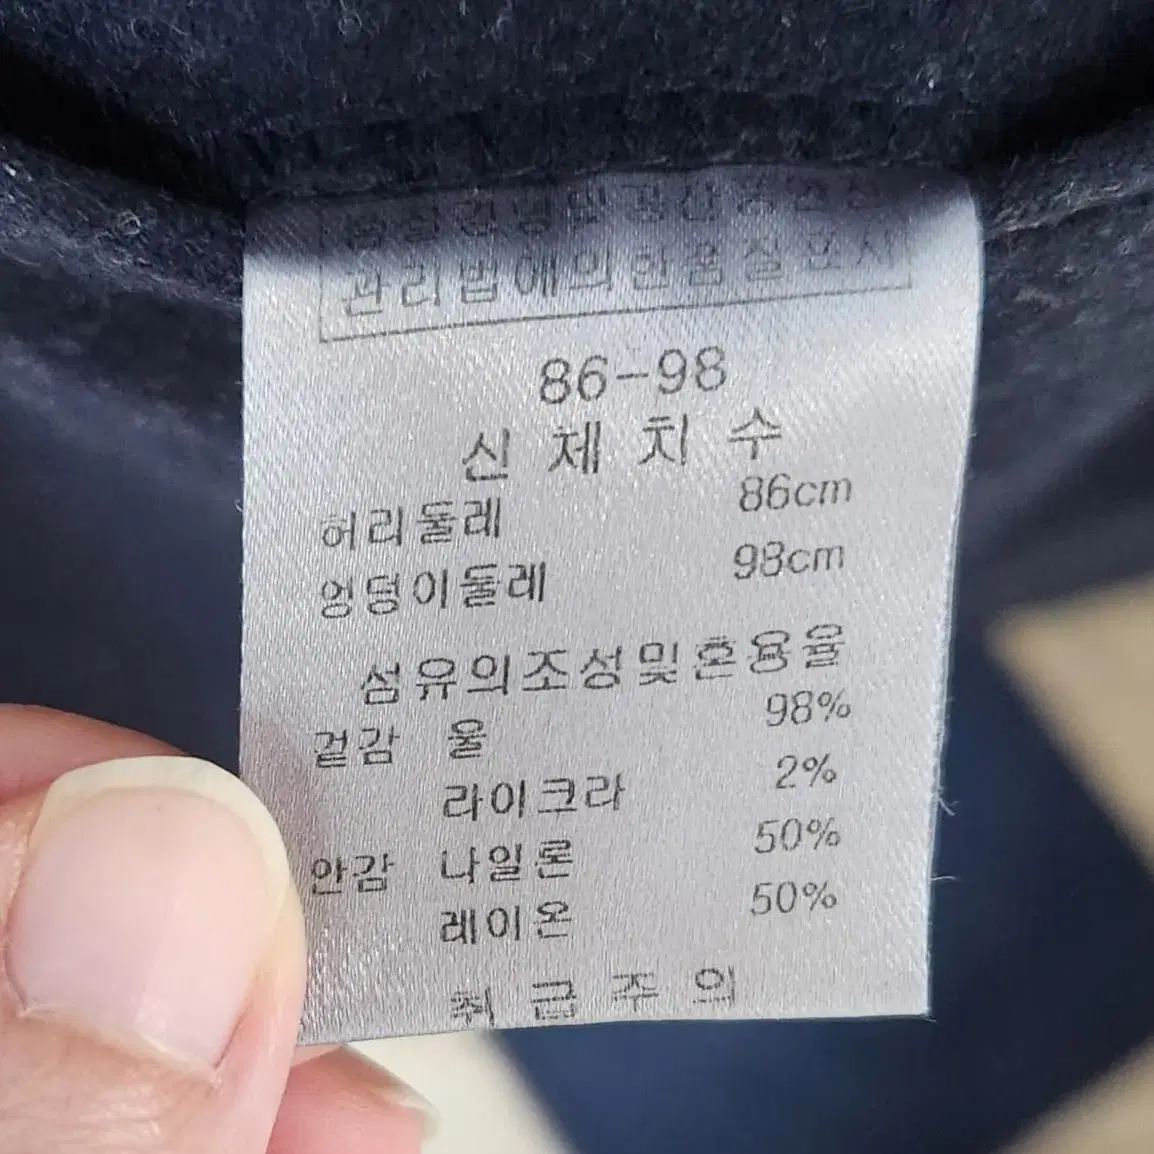 관리법에의한품질표시
86-98
신체치수
허리둘레 86cm
엉덩이둘레 98cm
섬유의조성및혼용율
겉감 울 98%
라이크라 2%
안감 나일론 50%
레이온 50%
취급주의